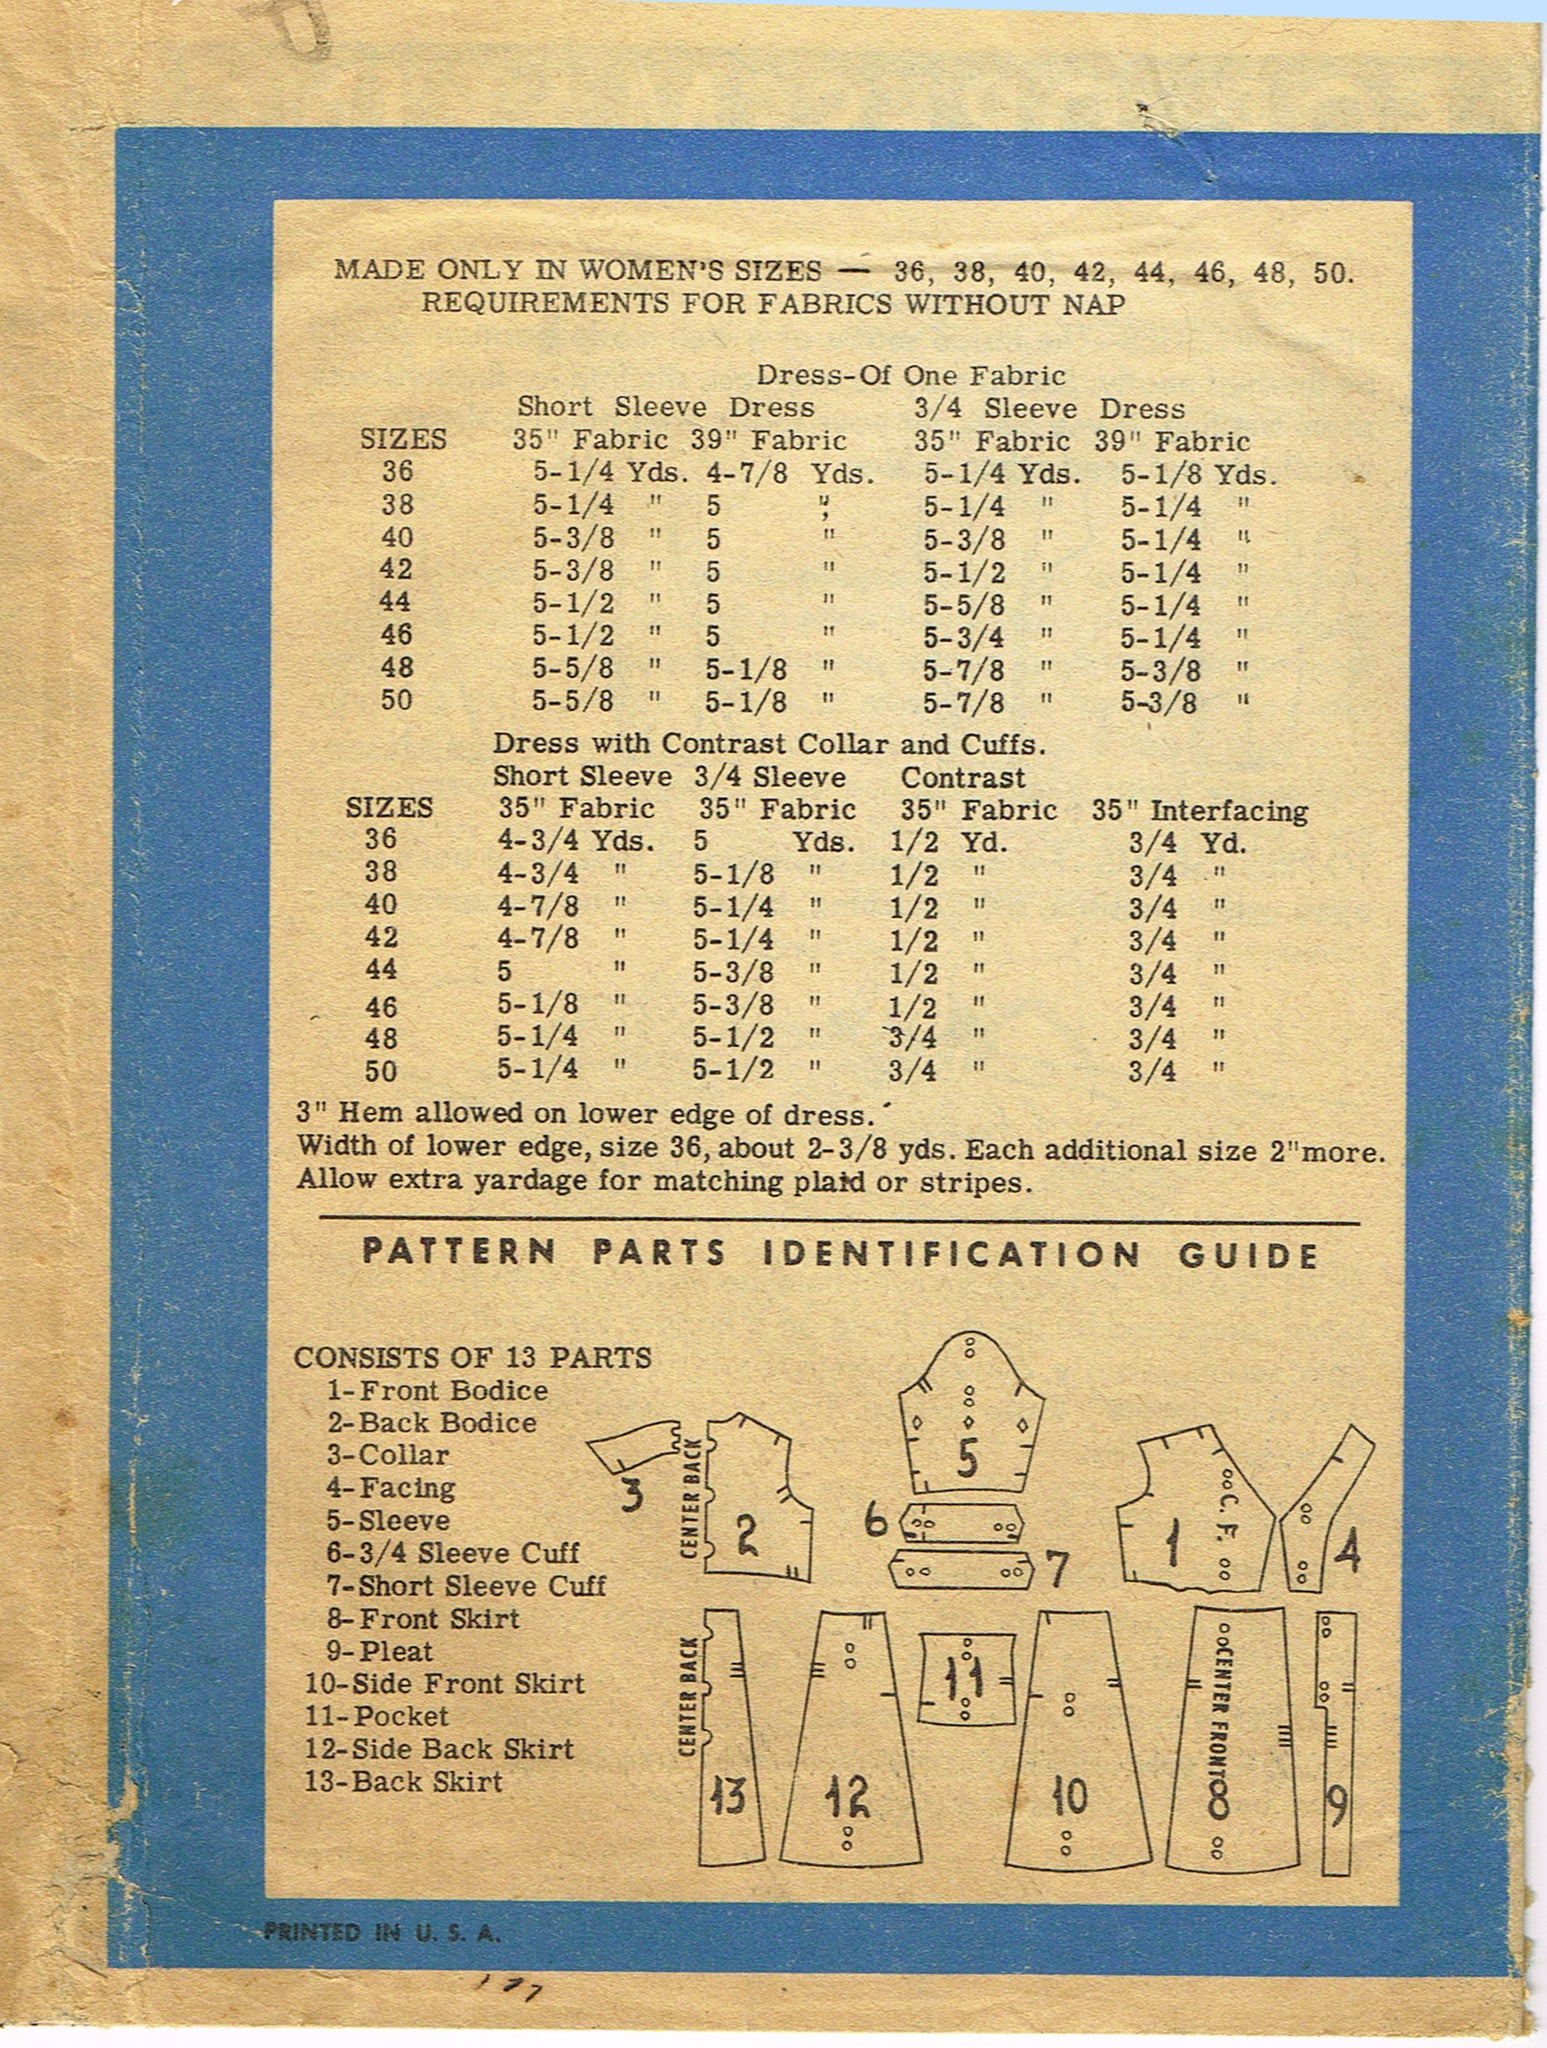 MADE ONLY IN WOMEN'S SIZES — 36, 38, 40, 42, 44, 46, 48, 50.
REQUIREMENTS FOR FABRICS WITHOUT NAP
Dress-Of One Fabric
Short Sleeve Dress 3/4 Sleeve Dress
SIZES 35" Fabric 39" Fabric 35" Fabric 39" Fabric
36 5-1/4 Yds. 4-7/8 Yds. 5-1/4 Yds. 5-1/8 Yds.
38 5-1/4 " 5 " 5-1/4 " 5-1/4 "
40 5-3/8 " 5 " 5-3/8 " 5-1/4 "
42 5-3/8 " 5 " 5-1/2 " 5-1/4 "
44 5-1/2 " 5 " 5-5/8 " 5-1/4 "
46 5-1/2 " 5 " 5-3/4 " 5-1/4 "
48 5-5/8 " 5-1/8 " 5-7/8 " 5-3/8 "
50 5-5/8 " 5-1/8 " 5-7/8 " 5-3/8 "
Dress with Contrast Collar and Cuffs.
Short Sleeve 3/4 Sleeve Contrast
SIZES 35" Fabric 35" Fabric 35" Fabric 35" Interfacing
36 4-3/4 Yds. 5 Yds. 1/2 Yd. 3/4 Yd.
38 4-3/4 " 5-1/8 " 1/2 " 3/4 "
40 4-7/8 " 5-1/4 " 1/2 " 3/4 "
42 4-7/8 " 5-1/4 " 1/2 " 3/4 "
44 5 " 5-3/8 " 1/2 " 3/4 "
46 5-1/8 " 5-3/8 " 1/2 " 3/4 "
48 5-1/4 " 5-1/2 " 3/4 " 3/4 "
50 5-1/4 " 5-1/2 " 3/4 " 3/4 "
3" Hem allowed on lower edge of dress.
Width of lower edge, size 36, about 2-3/8 yds. Each additional size 2" more.
Allow extra yardage for matching plaid or stripes.
PATTERN PARTS IDENTIFICATION GUIDE
CONSISTS OF 13 PARTS
1-Front Bodice
2-Back Bodice
3-Collar
4-Facing
5-Sleeve
6-3/4 Sleeve Cuff
7-Short Sleeve Cuff
8-Front Skirt
9-Pleat
10-Side Front Skirt
11-Pocket
12-Side Back Skirt
13-Back Skirt
3
CENTER BACK
2
5
6
7
1
C. F.
4
CENTER BACK
13
12
11
10
CENTER FRONT
8
9
PRINTED IN U. S. A.